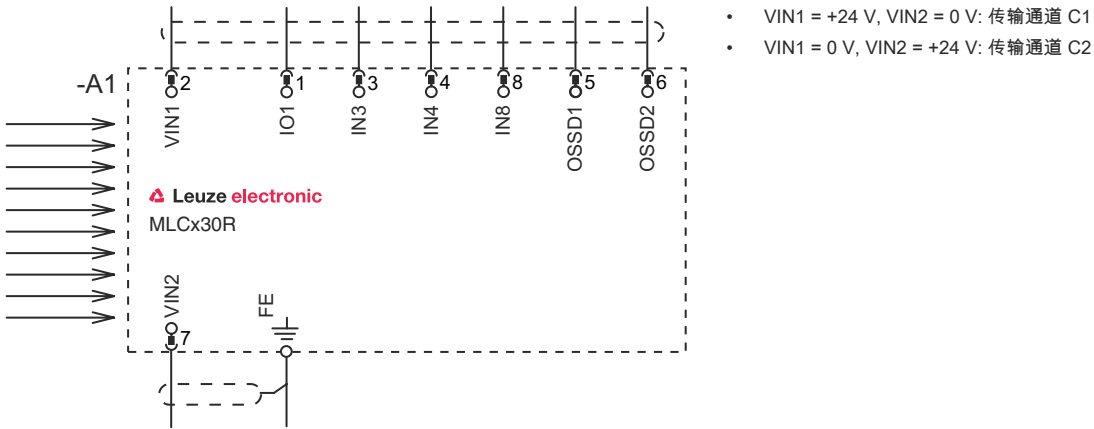 • VIN1 = +24 V, VIN2 = 0 V: 传输通道 C1
• VIN1 = 0 V, VIN2 = +24 V: 传输通道 C2
-A1
2 1 3 4 8 5 6
VIN1 IO1 IN3 IN4 IN8 OSSD1 OSSD2
Leuze electronic
MLCx30R
VIN2 FE
7